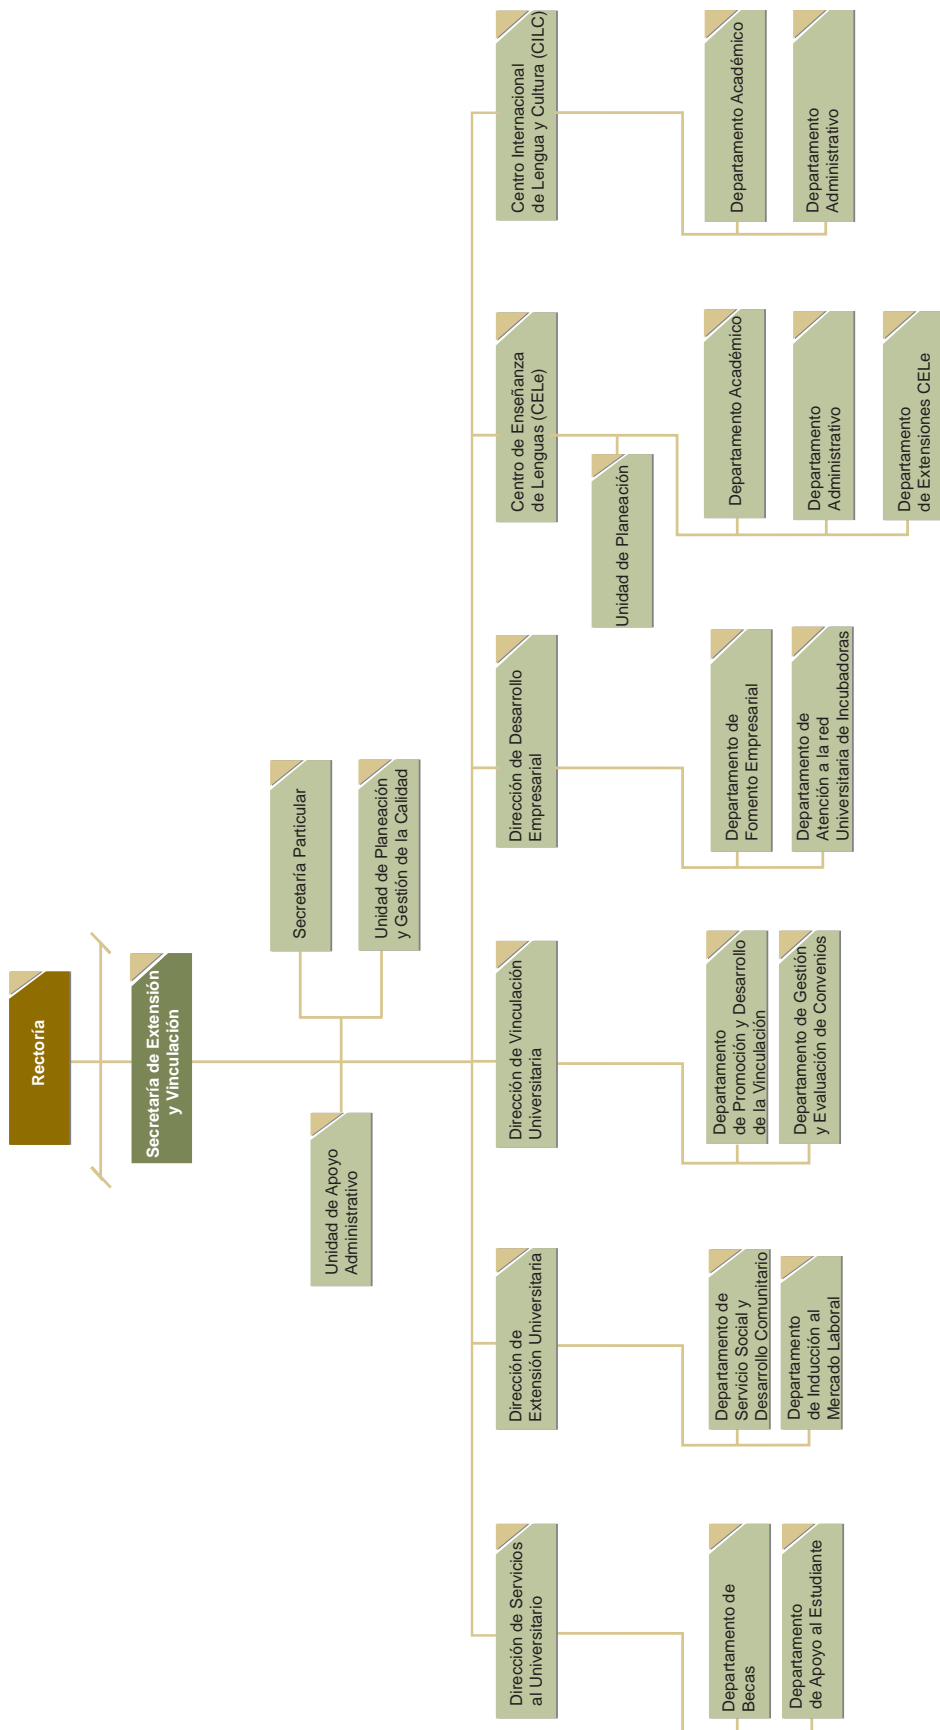 Rectoría
Secretaría de Extensión
y Vinculación
Secretaría Particular
Unidad de Planeación
y Gestión de la Calidad
Unidad de Apoyo
Administrativo
Dirección de Servicios
al Universitario
Departamento de
Becas
Departamento
de Apoyo al Estudiante
Dirección de
Extensión Universitaria
Departamento de
Servicio Social y
Desarrollo Comunitario
Departamento
de Inducción al
Mercado Laboral
Dirección de Vinculación
Universitaria
Departamento
de Promoción y Desarrollo
de la Vinculación
Departamento de Gestión
y Evaluación de Convenios
Dirección de Desarrollo
Empresarial
Departamento de
Fomento Empresarial
Departamento de
Atención a la red
Universitaria de Incubadoras
Centro de Enseñanza
de Lenguas (CELe)
Unidad de Planeación
Departamento Académico
Departamento
Administrativo
Departamento
de Extensiones CELe
Centro Internacional
de Lengua y Cultura (CILC)
Departamento Académico
Departamento
Administrativo